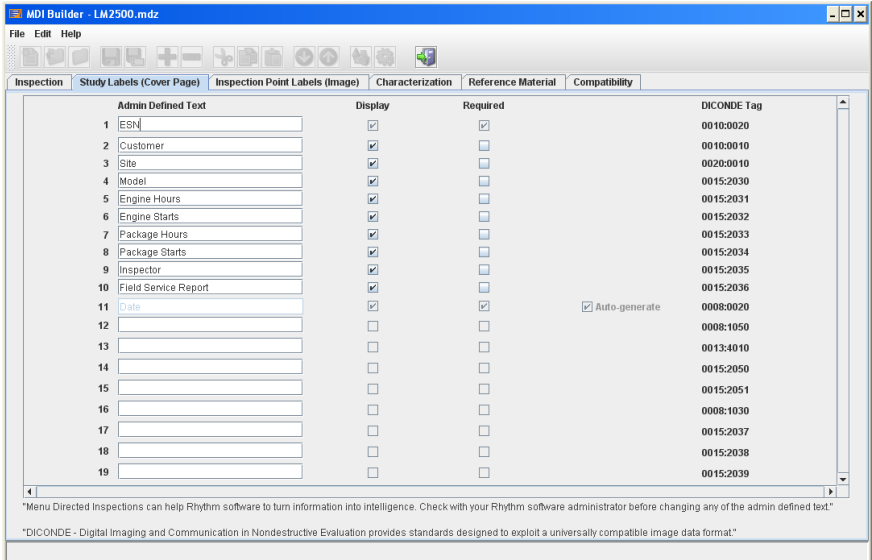 MDI Builder - LM2500.mdz
File Edit Help
Inspection Study Labels (Cover Page) Inspection Point Labels (Image) Characterization Reference Material Compatibility
Admin Defined Text Display Required DICONDE Tag
1 ESN 0010:0020
2 Customer 0010:0010
3 Site 0020:0010
4 Model 0015:2030
5 Engine Hours 0015:2031
6 Engine Starts 0015:2032
7 Package Hours 0015:2033
8 Package Starts 0015:2034
9 Inspector 0015:2035
10 Field Service Report 0015:2036
11 Date Auto-generate 0008:0020
12 0008:1050
13 0013:4010
14 0015:2050
15 0015:2051
16 0008:1030
17 0015:2037
18 0015:2038
19 0015:2039
"Menu Directed Inspections can help Rhythm software to turn information into intelligence. Check with your Rhythm software administrator before changing any of the admin defined text."
"DICONDE - Digital Imaging and Communication in Nondestructive Evaluation provides standards designed to exploit a universally compatible image data format."